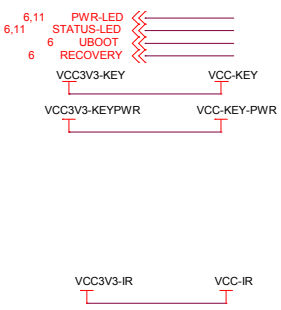 6,11 PWR-LED
6,11 STATUS-LED
6 UBOOT
6 RECOVERY
VCC3V3-KEY VCC-KEY
VCC3V3-KEYPWR VCC-KEY-PWR
VCC3V3-IR VCC-IR